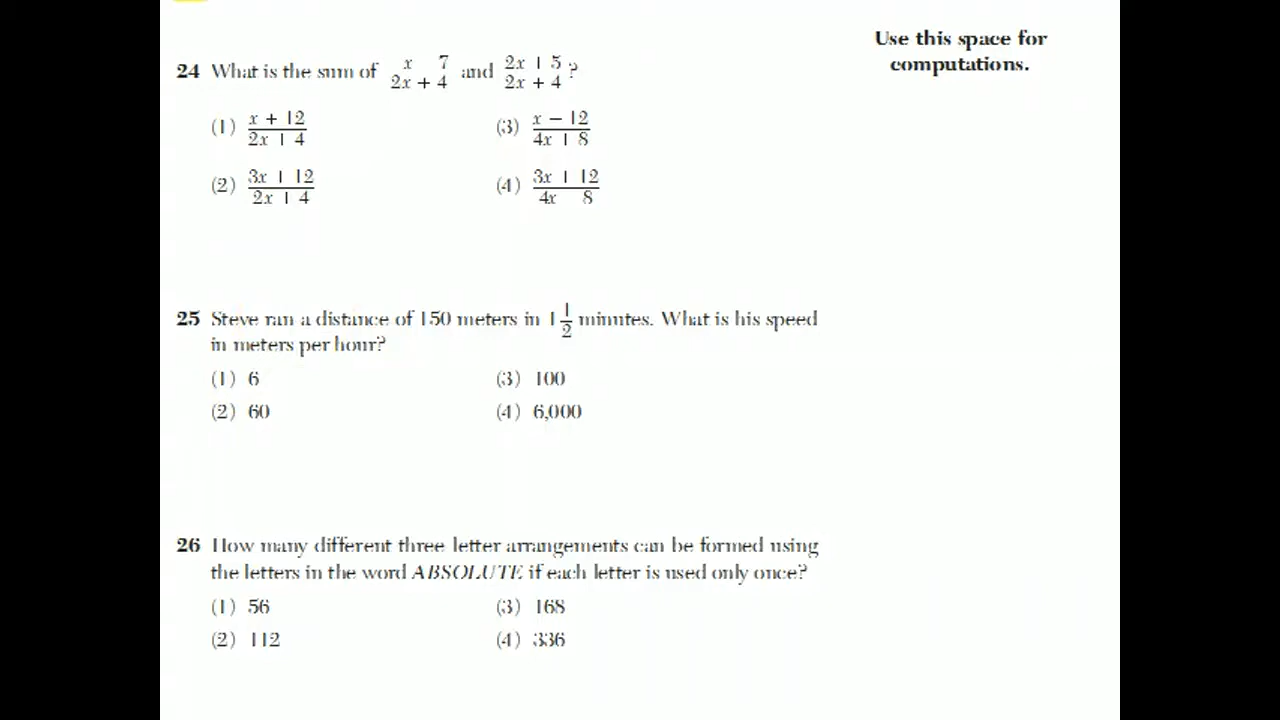 Use this space for
computations.
24 What is the sum of x 7 / 2x + 4 and 2x + 5 / 2x + 4 ?
(1) x + 12 / 2x + 4 (3) x − 12 / 4x + 8
(2) 3x + 12 / 2x + 4 (4) 3x + 12 / 4x 8
25 Steve ran a distance of 150 meters in 1 1/2 minutes. What is his speed
in meters per hour?
(1) 6 (3) 100
(2) 60 (4) 6,000
26 How many different three letter arrangements can be formed using
the letters in the word ABSOLUTE if each letter is used only once?
(1) 56 (3) 168
(2) 112 (4) 336